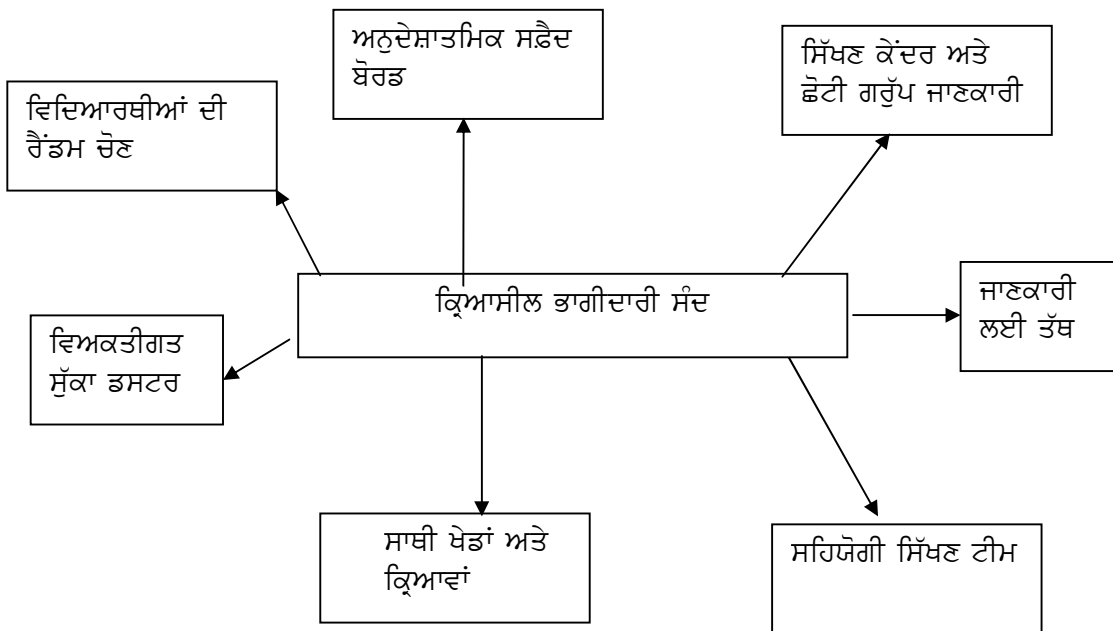 ਅਨੁਦੇਸ਼ਾਤਮਿਕ ਸਫ਼ੈਦ
ਬੋਰਡ
ਸਿੱਖਣ ਕੇਂਦਰ ਅਤੇ
ਛੋਟੀ ਗਰੁੱਪ ਜਾਣਕਾਰੀ
ਵਿਦਿਆਰਥੀਆਂ ਦੀ
ਰੈਂਡਮ ਚੋਣ
ਕ੍ਰਿਆਸੀਲ ਭਾਗੀਦਾਰੀ ਸੰਦ
ਜਾਣਕਾਰੀ
ਲਈ ਤੱਥ
ਵਿਅਕਤੀਗਤ
ਸੁੱਕਾ ਡਸਟਰ
ਸਾਥੀ ਖੇਡਾਂ ਅਤੇ
ਕ੍ਰਿਆਵਾਂ
ਸਹਿਯੋਗੀ ਸਿੱਖਣ ਟੀਮ